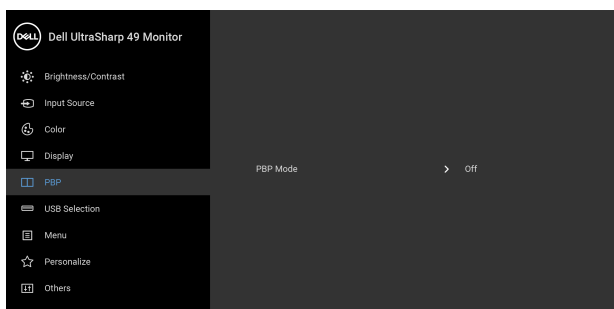 DELL Dell UltraSharp 49 Monitor
Brightness/Contrast
Input Source
Color
Display
PBP
USB Selection
Menu
Personalize
Others
PBP Mode
Off